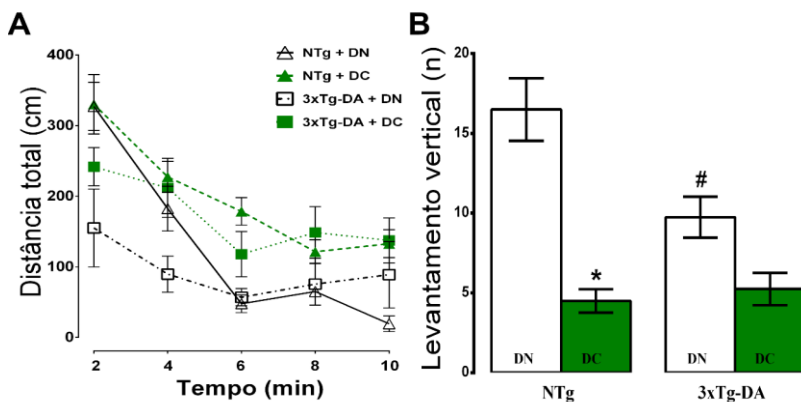 A
Distância total (cm)
400
300
200
100
0
2 4 6 8 10
Tempo (min)
NTg + DN
NTg + DC
3xTg-DA + DN
3xTg-DA + DC
B
Levantamento vertical (n)
20
15
10
5
0
#
*
DN DC DN DC
NTg 3xTg-DA